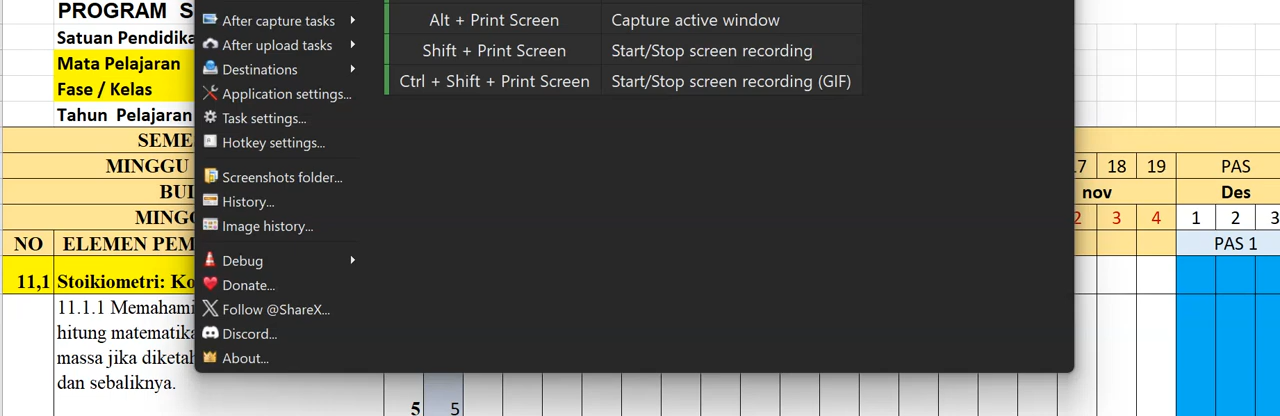 PROGRAM S
Satuan Pendidika
Mata Pelajaran
Fase / Kelas
Tahun Pelajaran
SEME
MINGGU
BUI
MINGG
NO ELEMEN PEM
11,1 Stoikiometri: Ko
11.1.1 Memahami
hitung matematika
massa jika diketah
dan sebaliknya.
5 5
After capture tasks
After upload tasks
Destinations
Application settings...
Task settings...
Hotkey settings...
Screenshots folder...
History...
Image history...
Debug
Donate...
Follow @ShareX...
Discord...
About...
Alt + Print Screen Capture active window
Shift + Print Screen Start/Stop screen recording
Ctrl + Shift + Print Screen Start/Stop screen recording (GIF)
17 18 19 PAS
nov Des
2 3 4 1 2 3
PAS 1